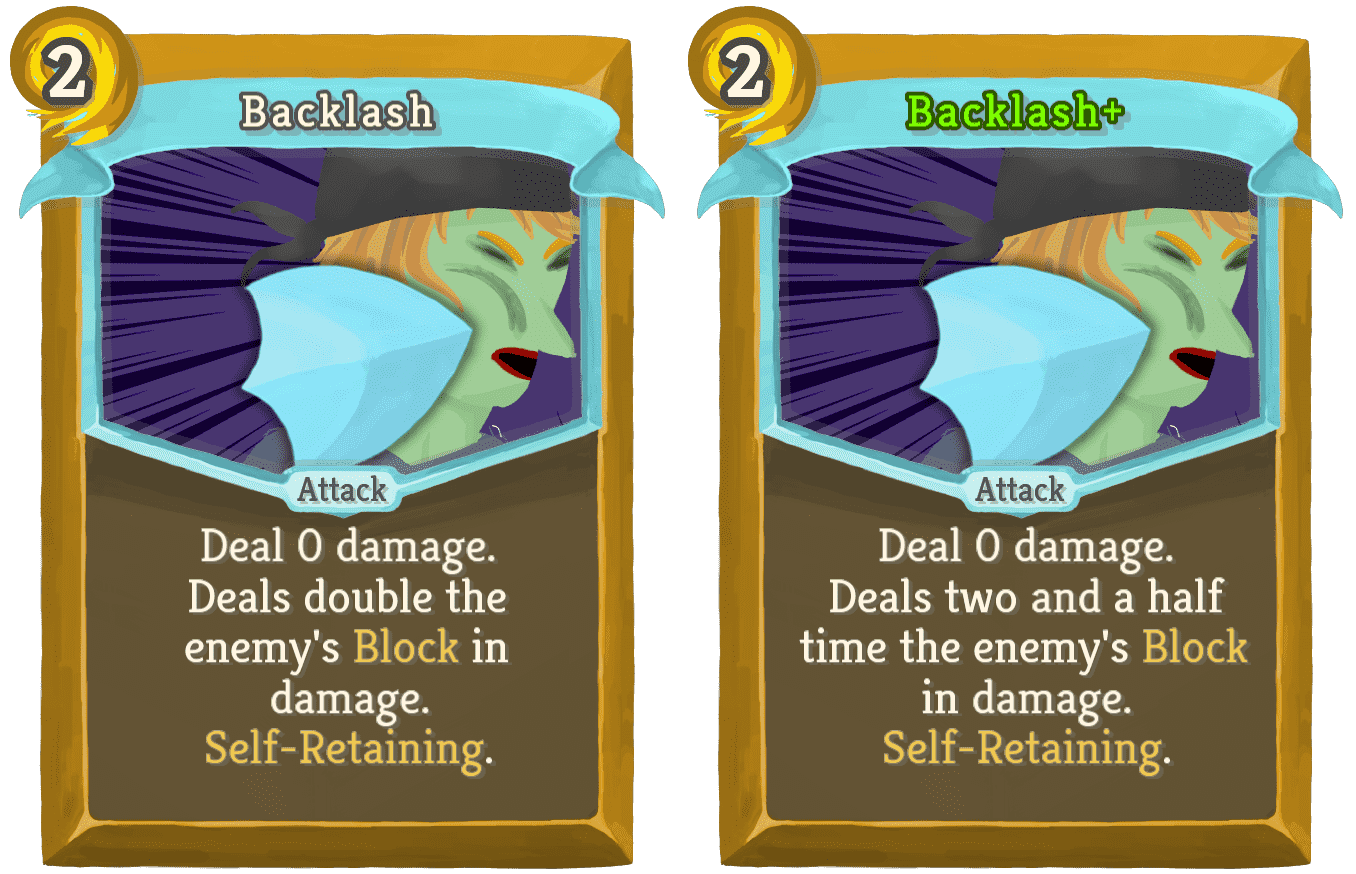 2
Backlash
Attack
Deal 0 damage.
Deals double the
enemy's Block in
damage.
Self-Retaining.
2
Backlash+
Attack
Deal 0 damage.
Deals two and a half
time the enemy's Block
in damage.
Self-Retaining.